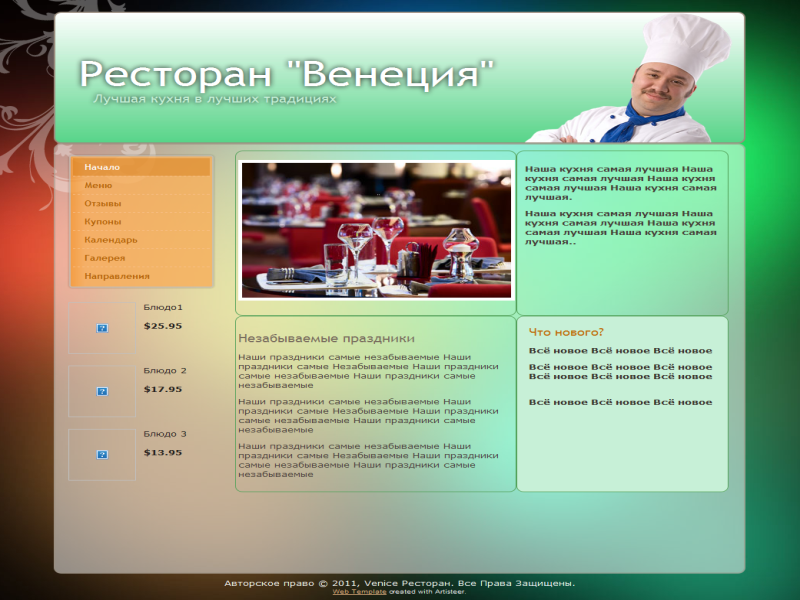 Ресторан "Венеция"
Лучшая кухня в лучших традициях
Начало
Меню
Отзывы
Купоны
Календарь
Галерея
Направления
Блюдо1
$25.95
Блюдо 2
$17.95
Блюдо 3
$13.95
Наша кухня самая лучшая Наша
кухня самая лучшая Наша кухня
самая лучшая Наша кухня самая
лучшая.
Наша кухня самая лучшая Наша
кухня самая лучшая Наша кухня
самая лучшая Наша кухня самая
лучшая..
Незабываемые праздники
Наши праздники самые незабываемые Наши
праздники самые Незабываемые Наши праздники
самые незабываемые Наши праздники самые
незабываемые
Наши праздники самые незабываемые Наши
праздники самые Незабываемые Наши праздники
самые незабываемые Наши праздники самые
незабываемые
Наши праздники самые незабываемые Наши
праздники самые Незабываемые Наши праздники
самые незабываемые Наши праздники самые
незабываемые
Что нового?
Всё новое Всё новое Всё новое
Всё новое Всё новое Всё новое
Всё новое Всё новое Всё новое
Всё новое Всё новое Всё новое
Авторское право © 2011, Venice Ресторан. Все Права Защищены.
Web Template created with Artisteer.